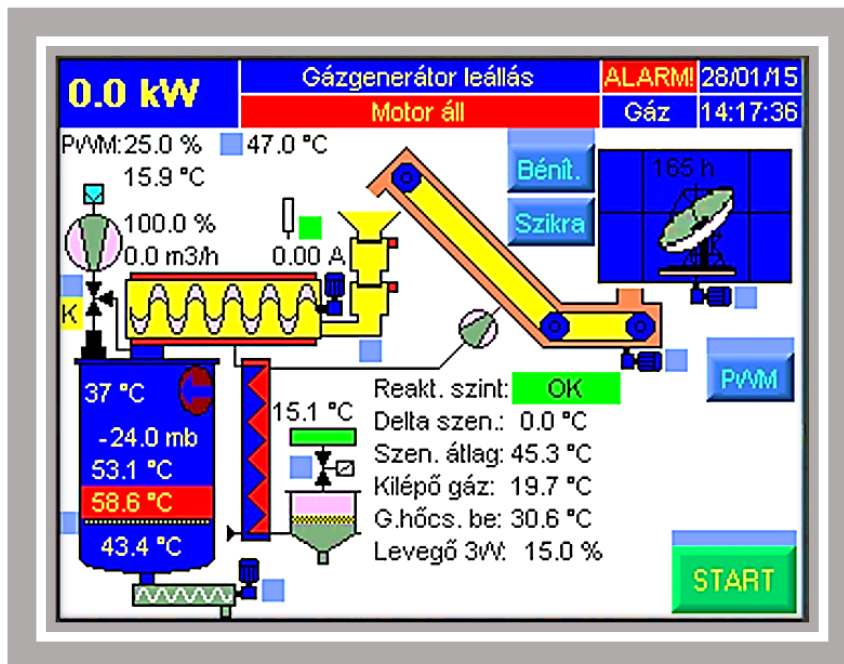 0.0 kW
Gázgenerátor leállás
ALARM!
28/01/15
Motor áll
Gáz
14:17:36
PWM:25.0 %
47.0 °C
15.9 °C
Bénít.
165 h
100.0 %
Szikra
0.0 m3/h
0.00 A
K
PWM
37 °C
Reakt. szint: OK
15.1 °C
Delta szen.: 0.0 °C
-24.0 mb
Szen. átlag: 45.3 °C
53.1 °C
Kilépő gáz: 19.7 °C
58.6 °C
G.hőcs. be: 30.6 °C
43.4 °C
Levegő 3W: 15.0 %
START